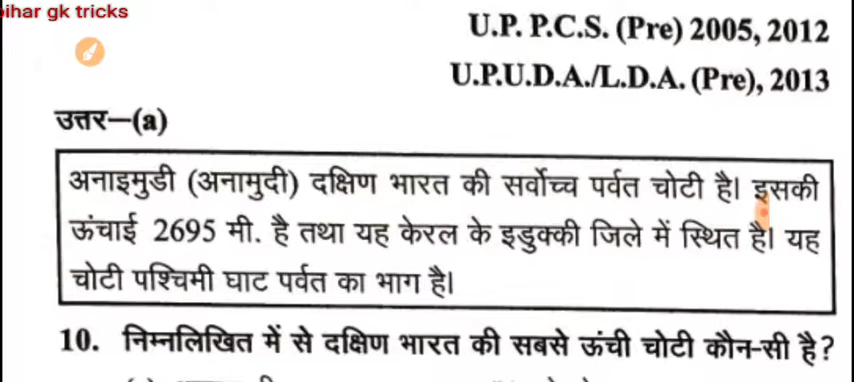 bihar gk tricks
U.P. P.C.S. (Pre) 2005, 2012
U.P.U.D.A./L.D.A. (Pre), 2013
उत्तर—(a)
अनाइमुडी (अनामुदी) दक्षिण भारत की सर्वोच्च पर्वत चोटी है। इसकी
ऊंचाई 2695 मी. है तथा यह केरल के इडुक्की जिले में स्थित है। यह
चोटी पश्चिमी घाट पर्वत का भाग है।
10. निम्नलिखित में से दक्षिण भारत की सबसे ऊंची चोटी कौन-सी है?